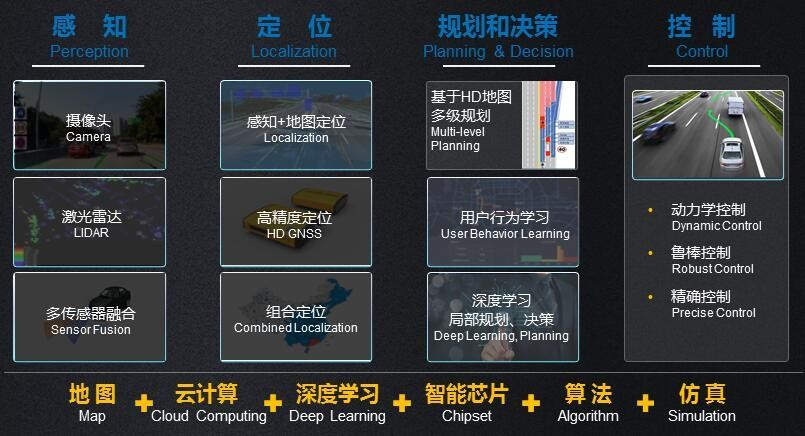 感 知
Perception
定 位
Localization
规划和决策
Planning & Decision
控 制
Control
摄像头
Camera
激光雷达
LIDAR
多传感器融合
Sensor Fusion
感知+地图定位
Localization
高精度定位
HD GNSS
组合定位
Combined Localization
基于HD地图
多级规划
Multi-level
Planning
用户行为学习
User Behavior Learning
深度学习
局部规划、决策
Deep Learning, Planning
• 动力学控制
Dynamic Control
• 鲁棒控制
Robust Control
• 精确控制
Precise Control
地 图 + 云计算 + 深度学习 + 智能芯片 + 算 法 + 仿 真
Map Cloud Computing Deep Learning Chipset Algorithm Simulation